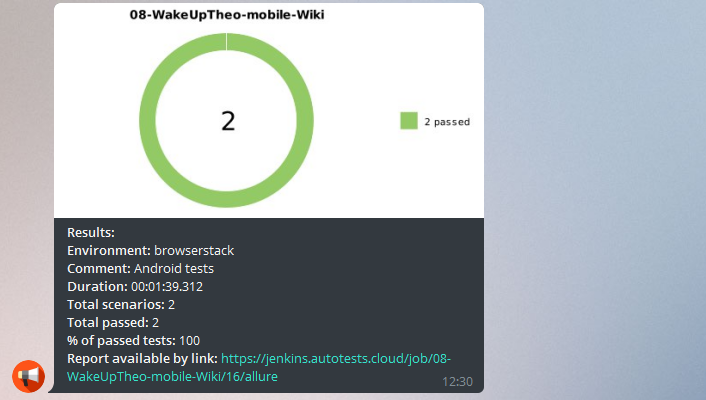 08-WakeUpTheo-mobile-Wiki
2
2 passed
Results:
Environment: browserstack
Comment: Android tests
Duration: 00:01:39.312
Total scenarios: 2
Total passed: 2
% of passed tests: 100
Report available by link: https://jenkins.autotests.cloud/job/08-
WakeUpTheo-mobile-Wiki/16/allure
12:30